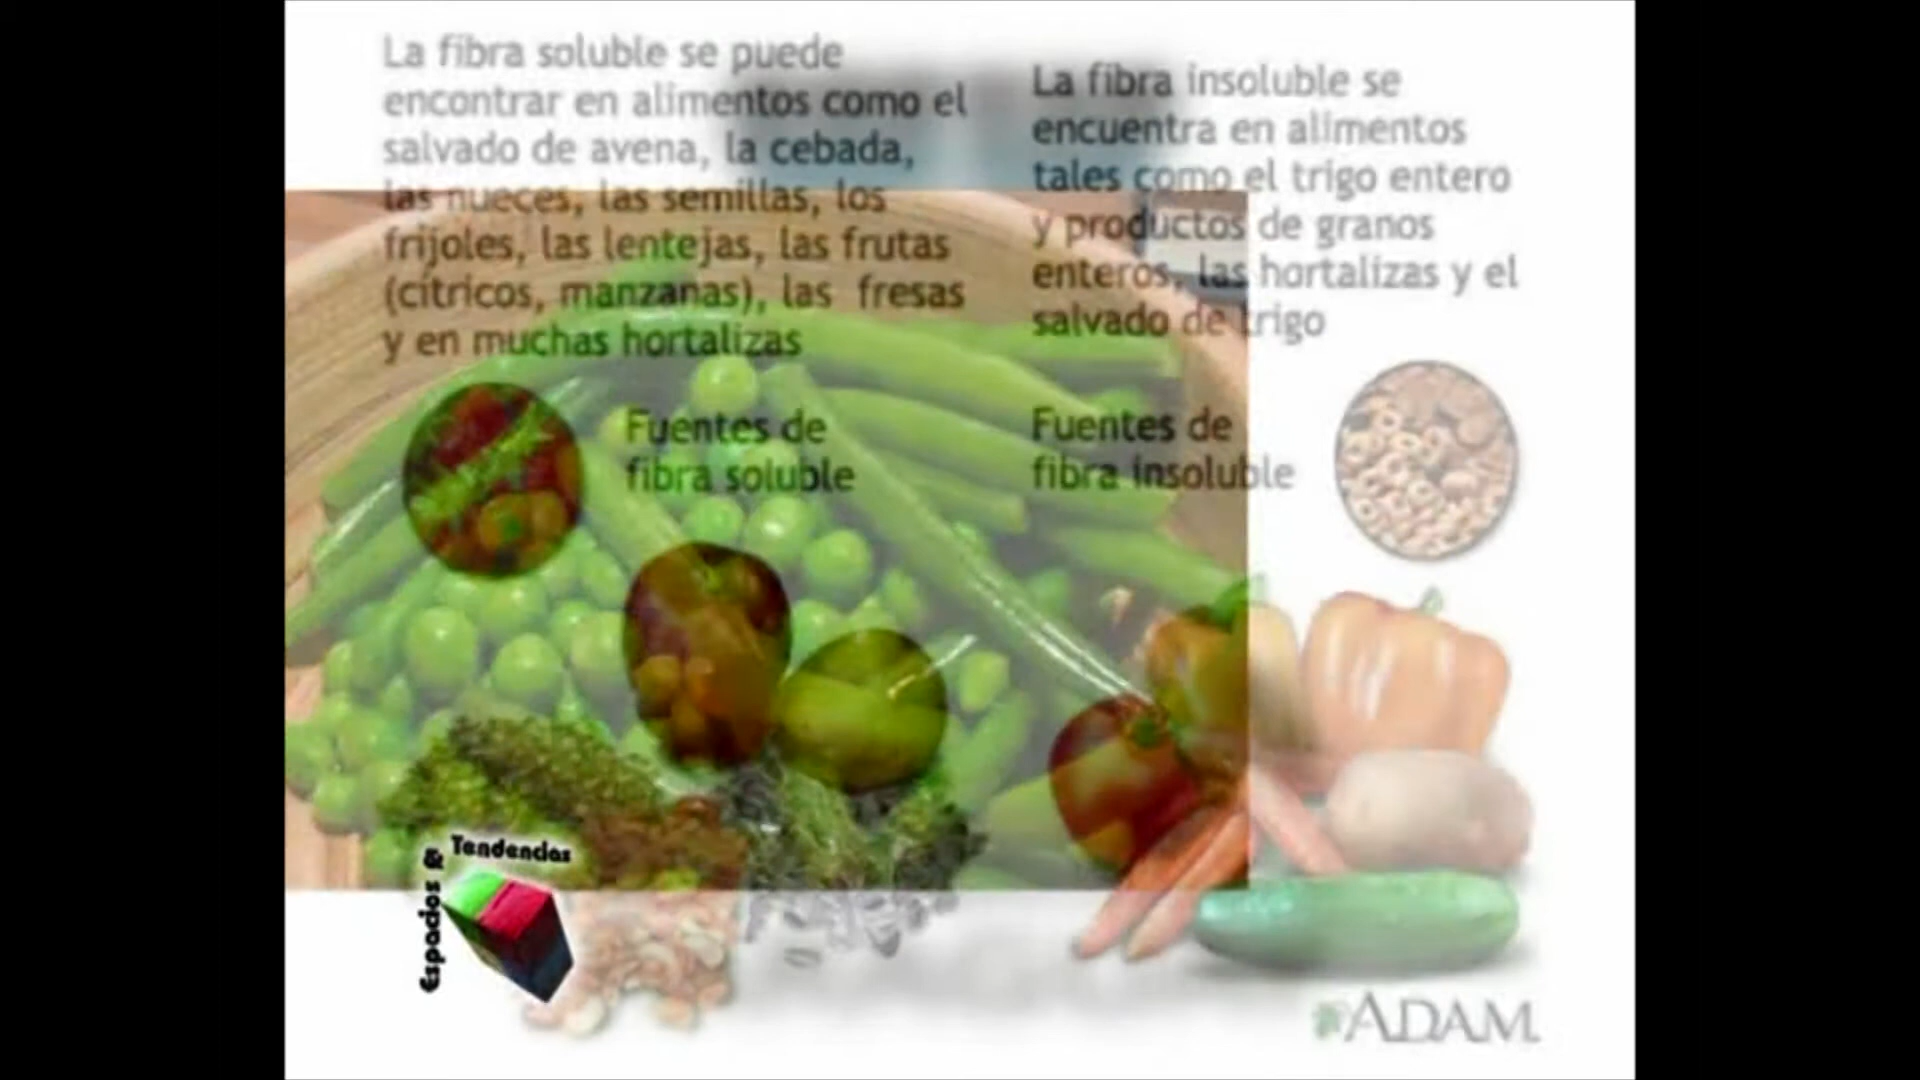 La fibra soluble se puede
encontrar en alimentos como el
salvado de avena, la cebada,
las nueces, las semillas, los
frijoles, las lentejas, las frutas
(cítricos, manzanas), las fresas
y en muchas hortalizas
La fibra insoluble se
encuentra en alimentos
tales como el trigo entero
y productos de granos
enteros, las hortalizas y el
salvado de trigo
Fuentes de
fibra soluble
Fuentes de
fibra insoluble
Espacios &
Tendencias
ADAM.